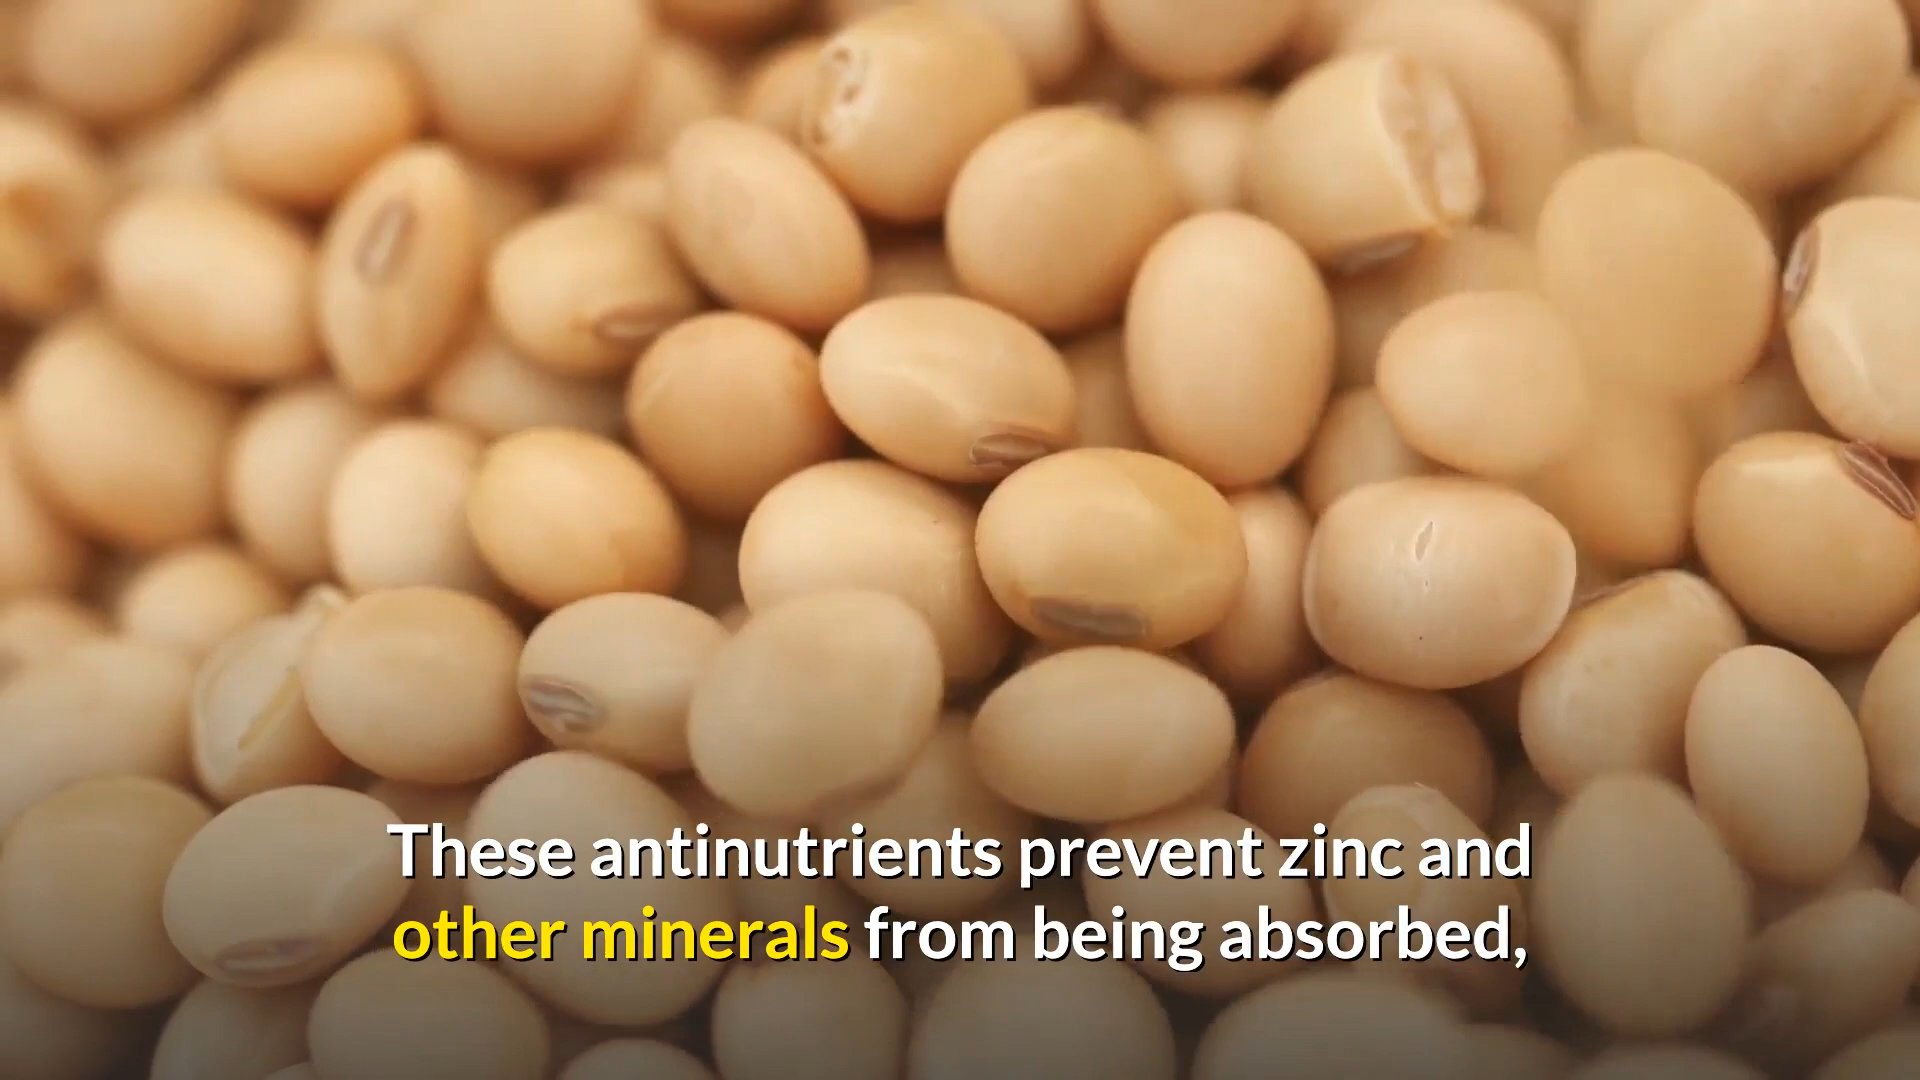 These antinutrients prevent zinc and
other minerals from being absorbed,